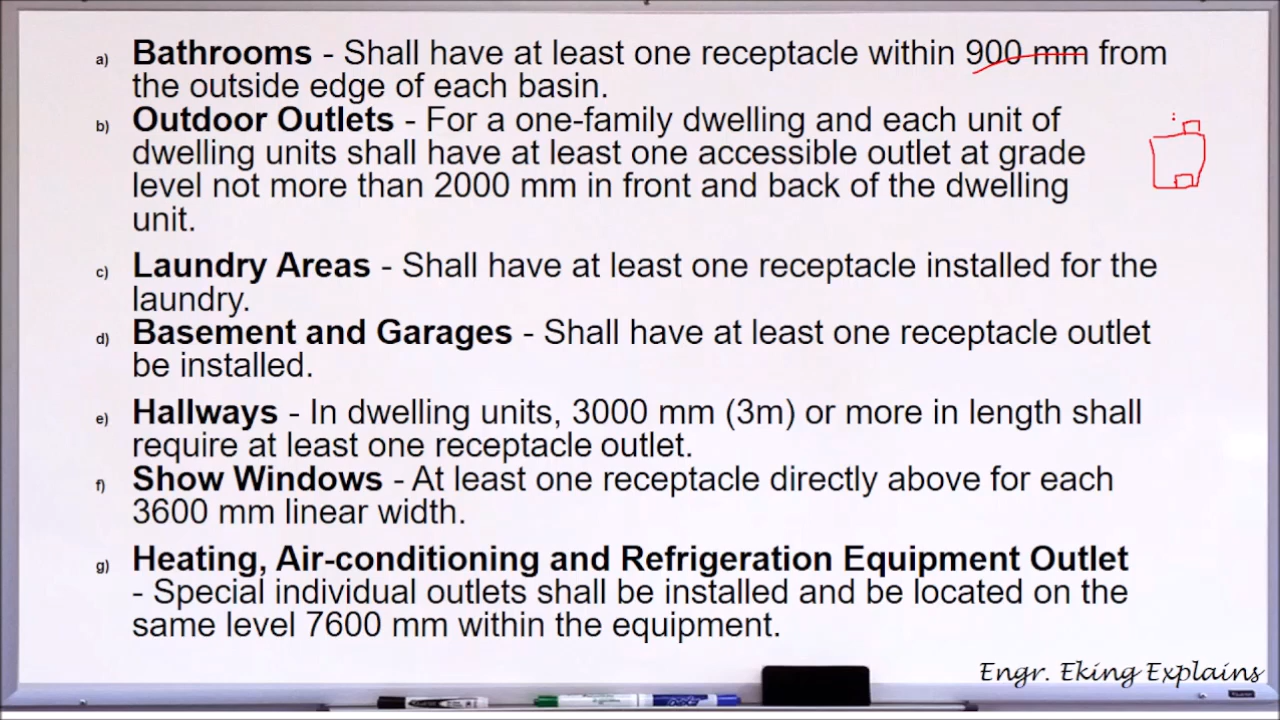 a) Bathrooms - Shall have at least one receptacle within 900 mm from
the outside edge of each basin.
b) Outdoor Outlets - For a one-family dwelling and each unit of
dwelling units shall have at least one accessible outlet at grade
level not more than 2000 mm in front and back of the dwelling
unit.
c) Laundry Areas - Shall have at least one receptacle installed for the
laundry.
d) Basement and Garages - Shall have at least one receptacle outlet
be installed.
e) Hallways - In dwelling units, 3000 mm (3m) or more in length shall
require at least one receptacle outlet.
f) Show Windows - At least one receptacle directly above for each
3600 mm linear width.
g) Heating, Air-conditioning and Refrigeration Equipment Outlet
- Special individual outlets shall be installed and be located on the
same level 7600 mm within the equipment.
Engr. Eking Explains